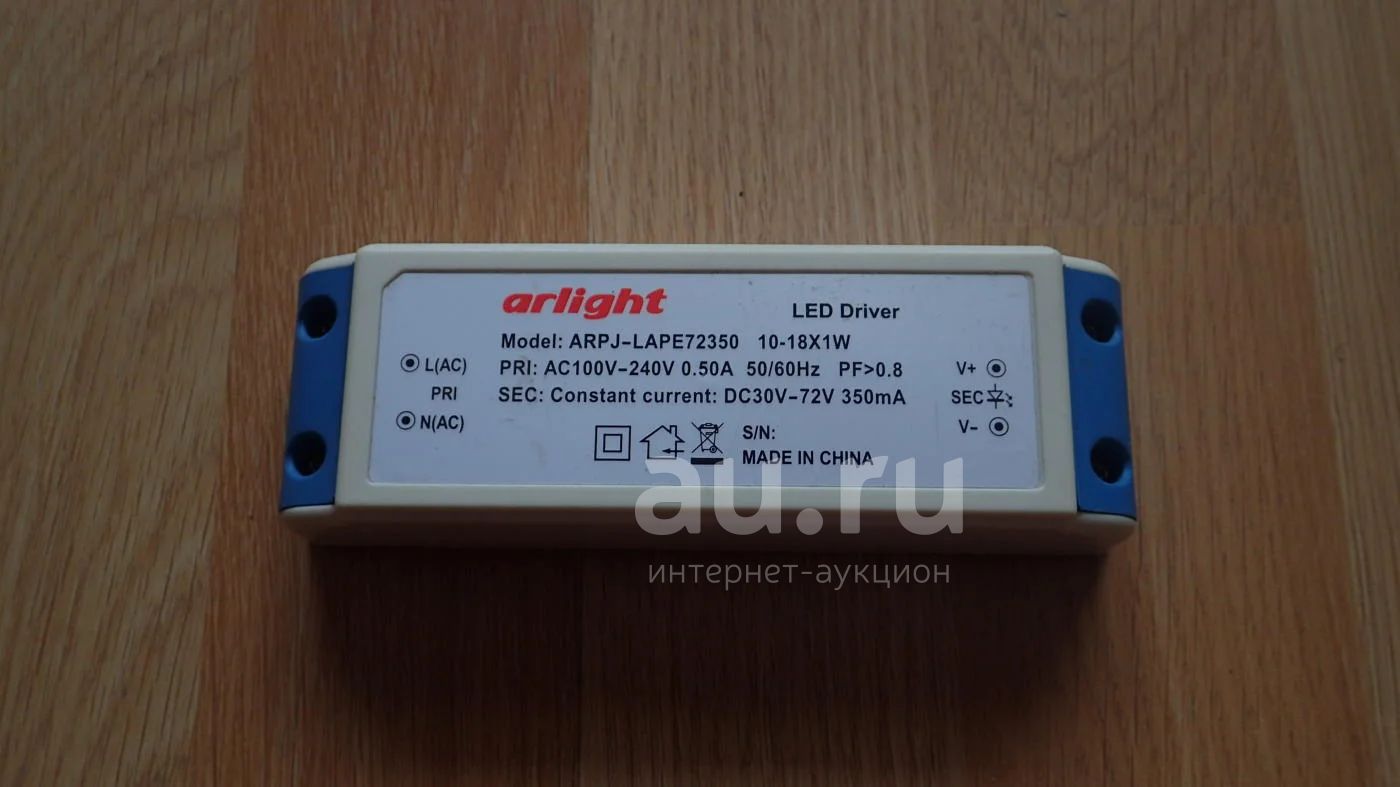 arlight
LED Driver
Model: ARPJ-LAPE72350 10-18X1W
L(AC)
PRI: AC100V-240V 0.50A 50/60Hz PF>0.8
V+
PRI
SEC: Constant current: DC30V-72V 350mA
SEC
N(AC)
V-
S/N:
MADE IN CHINA
au.ru
интернет-аукцион